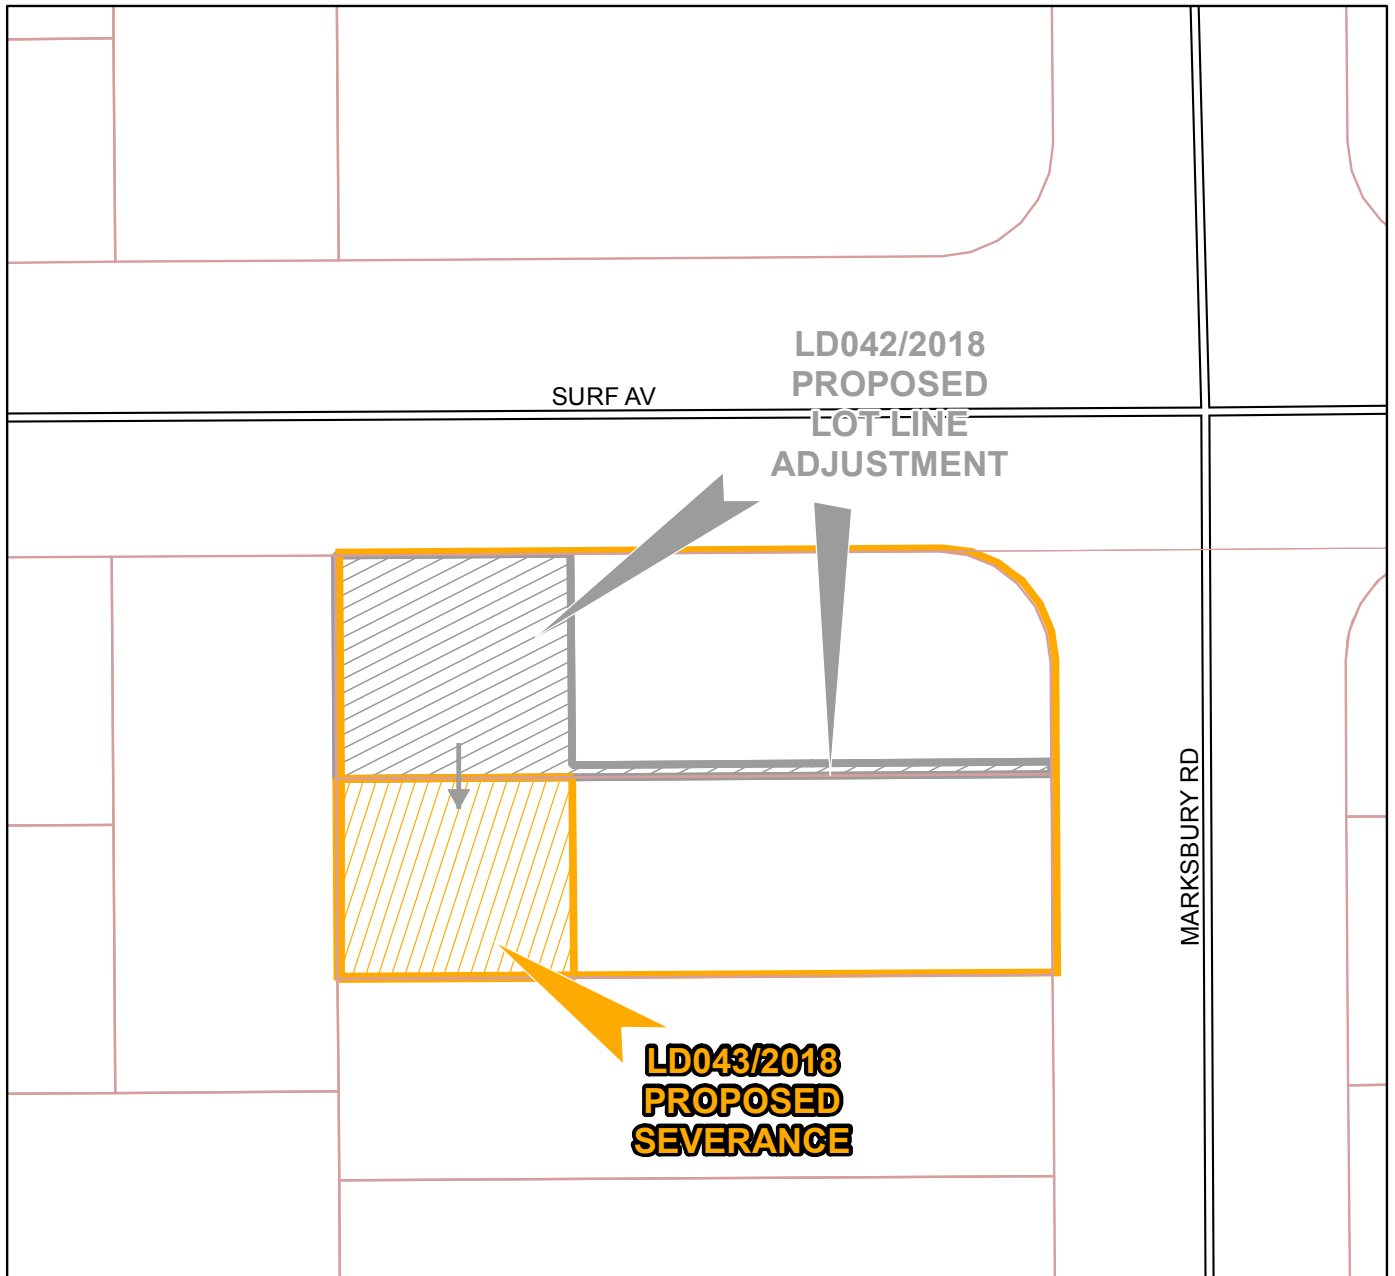 LD042/2018
PROPOSED
LOT LINE
ADJUSTMENT
SURF AV
MARKSBURY RD
LD043/2018
PROPOSED
SEVERANCE